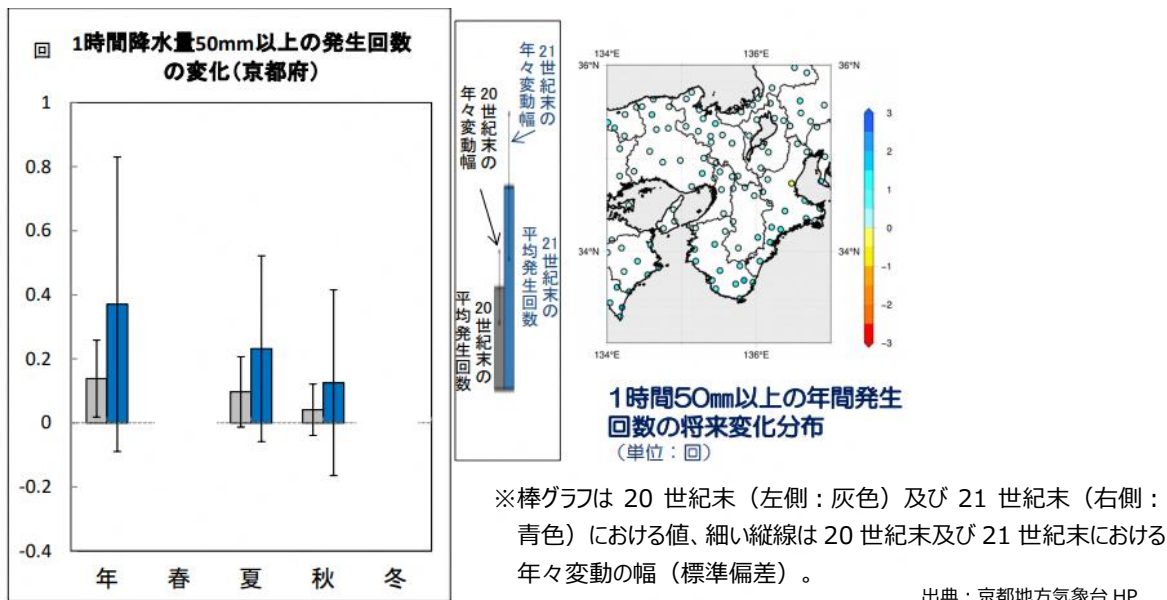 回
1時間降水量50mm以上の発生回数
の変化(京都府)
1
0.8
0.6
0.4
0.2
0
-0.2
-0.4
年 春 夏 秋 冬
21世紀末の
年々変動幅
20世紀末の
年々変動幅
21世紀末の
平均発生回数
20世紀末の
平均発生回数
134°E 136°E
36°N 36°N
34°N 34°N
134°E 136°E
3
2
1
0
-1
-2
-3
1時間50mm以上の年間発生
回数の将来変化分布
(単位:回)
※棒グラフは 20 世紀末(左側:灰色)及び 21 世紀末(右側:
青色)における値、細い縦線は 20 世紀末及び 21 世紀末における
年々変動の幅(標準偏差)。
出典:京都地方気象台 HP